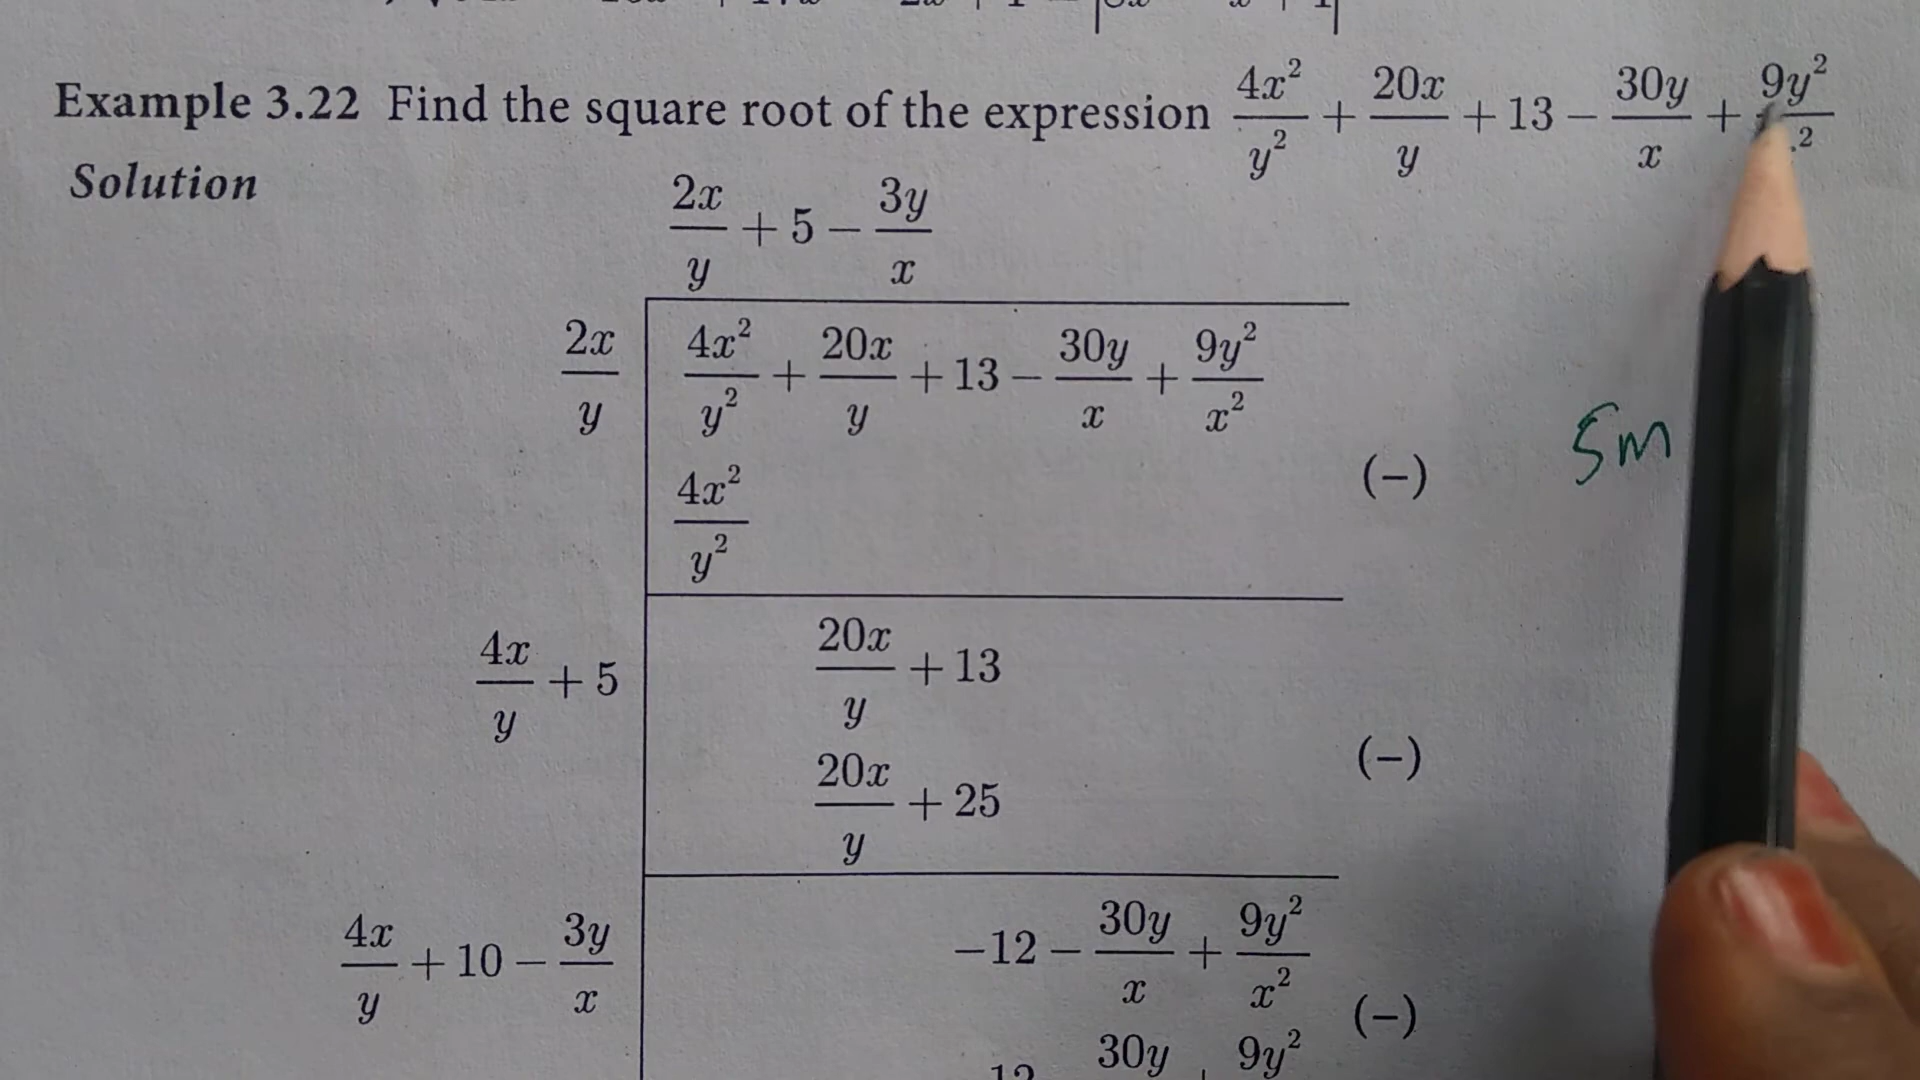 Example 3.22 Find the square root of the expression 4x²/y² + 20x/y + 13 − 30y/x + 9y²/ ²
Solution
2x/y + 5 − 3y/x
2x/y 4x²/y² + 20x/y + 13 − 30y/x + 9y²/x²
5m
4x²/y² (−)
4x/y + 5 20x/y + 13
20x/y + 25 (−)
4x/y + 10 − 3y/x −12 − 30y/x + 9y²/x²
(−)
12 30y 9y²